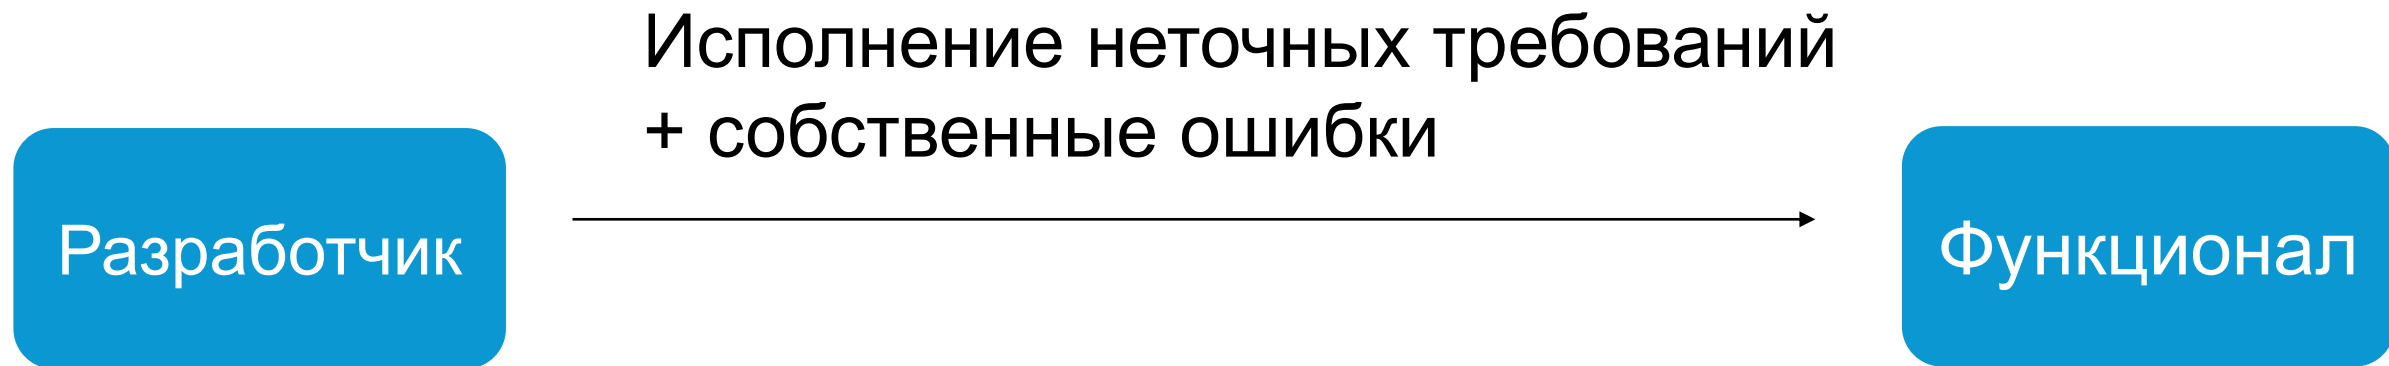 Исполнение неточных требований
+ собственные ошибки
Разработчик
Функционал